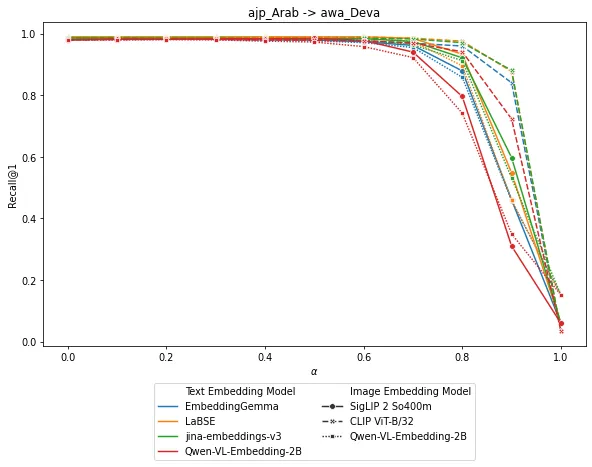 ajp_Arab -> awa_Deva
Recall@1
1.0
0.8
0.6
0.4
0.2
0.0
0.0 0.2 0.4 0.6 0.8 1.0
α
Text Embedding Model
EmbeddingGemma
LaBSE
jina-embeddings-v3
Qwen-VL-Embedding-2B
Image Embedding Model
SigLIP 2 So400m
CLIP ViT-B/32
Qwen-VL-Embedding-2B